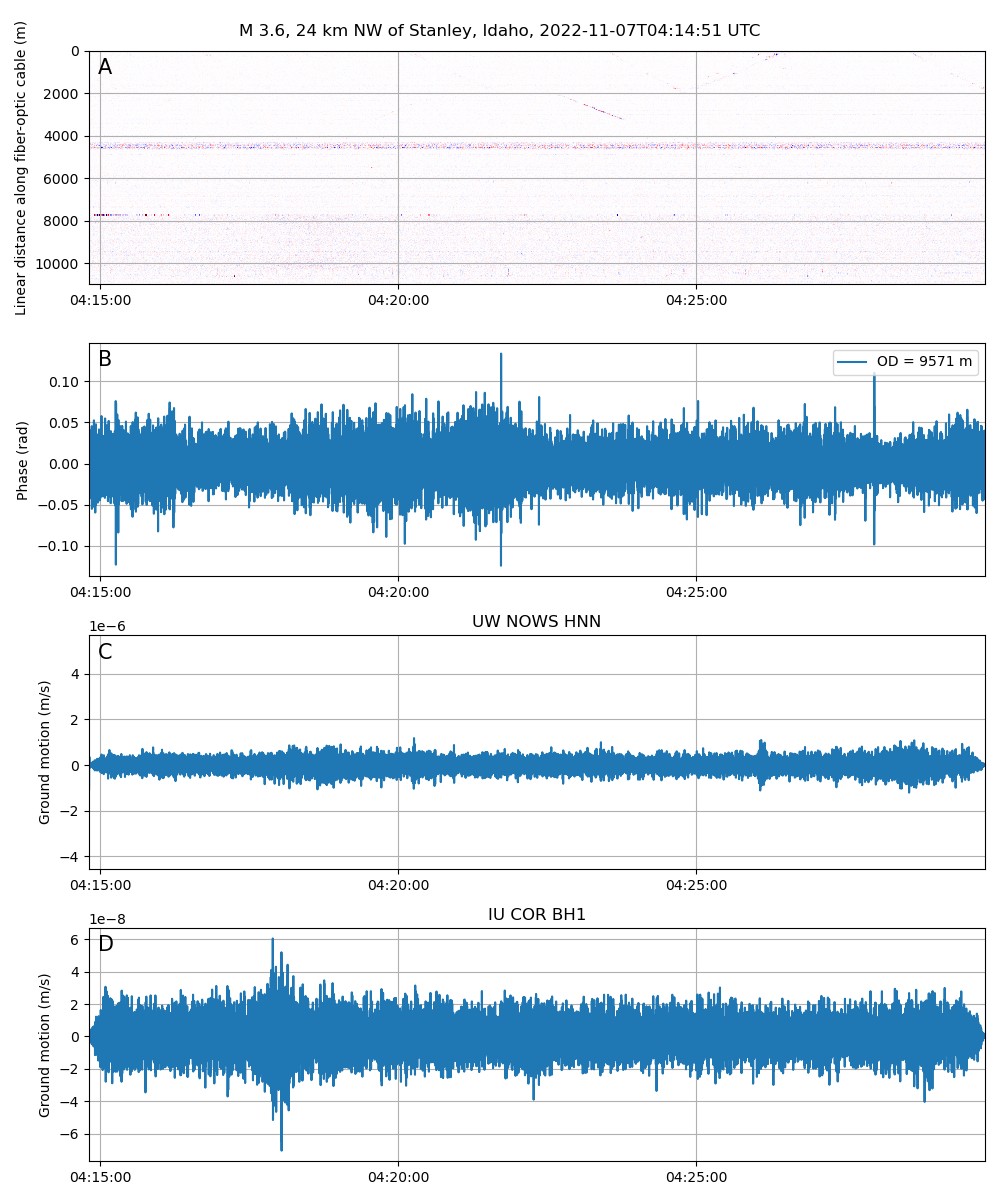 M 3.6, 24 km NW of Stanley, Idaho, 2022-11-07T04:14:51 UTC
A
Linear distance along fiber-optic cable (m)
0
2000
4000
6000
8000
10000
04:15:00 04:20:00 04:25:00
B
OD = 9571 m
Phase (rad)
0.10
0.05
0.00
−0.05
−0.10
04:15:00 04:20:00 04:25:00
UW NOWS HNN
1e−6
C
Ground motion (m/s)
4
2
0
−2
−4
04:15:00 04:20:00 04:25:00
IU COR BH1
1e−8
D
Ground motion (m/s)
6
4
2
0
−2
−4
−6
04:15:00 04:20:00 04:25:00